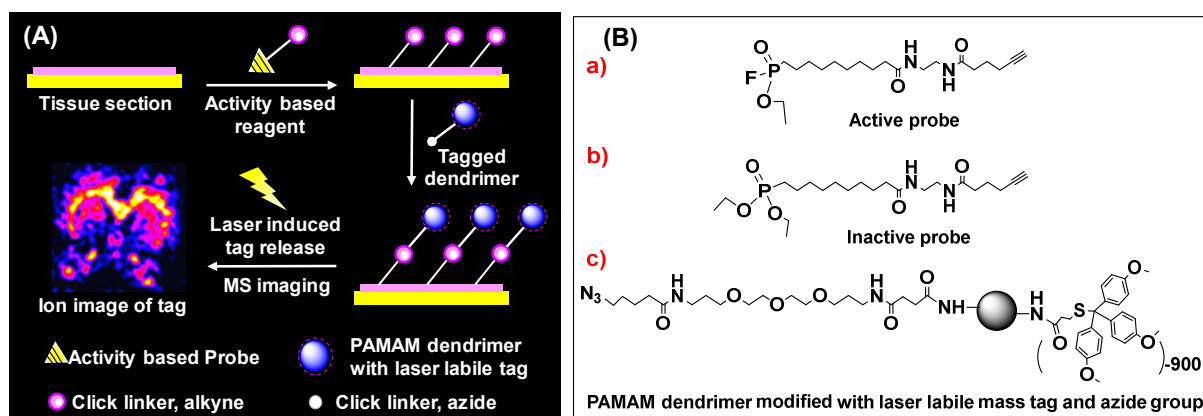 (A)
Tissue section
Activity based
reagent
Tagged
dendrimer
Laser induced
tag release
MS imaging
Ion image of tag
Activity based Probe
PAMAM dendrimer
with laser labile tag
Click linker, alkyne
Click linker, azide
(B)
a)
O
F
P
O
O
H
N
N
H
O
Active probe
b)
O
P
O
O
O
H
N
N
H
O
Inactive probe
c)
N3
O
H
N
O
O
O
H
N
O
O
NH
HN
O
S
O
O
O
~900
PAMAM dendrimer modified with laser labile mass tag and azide group